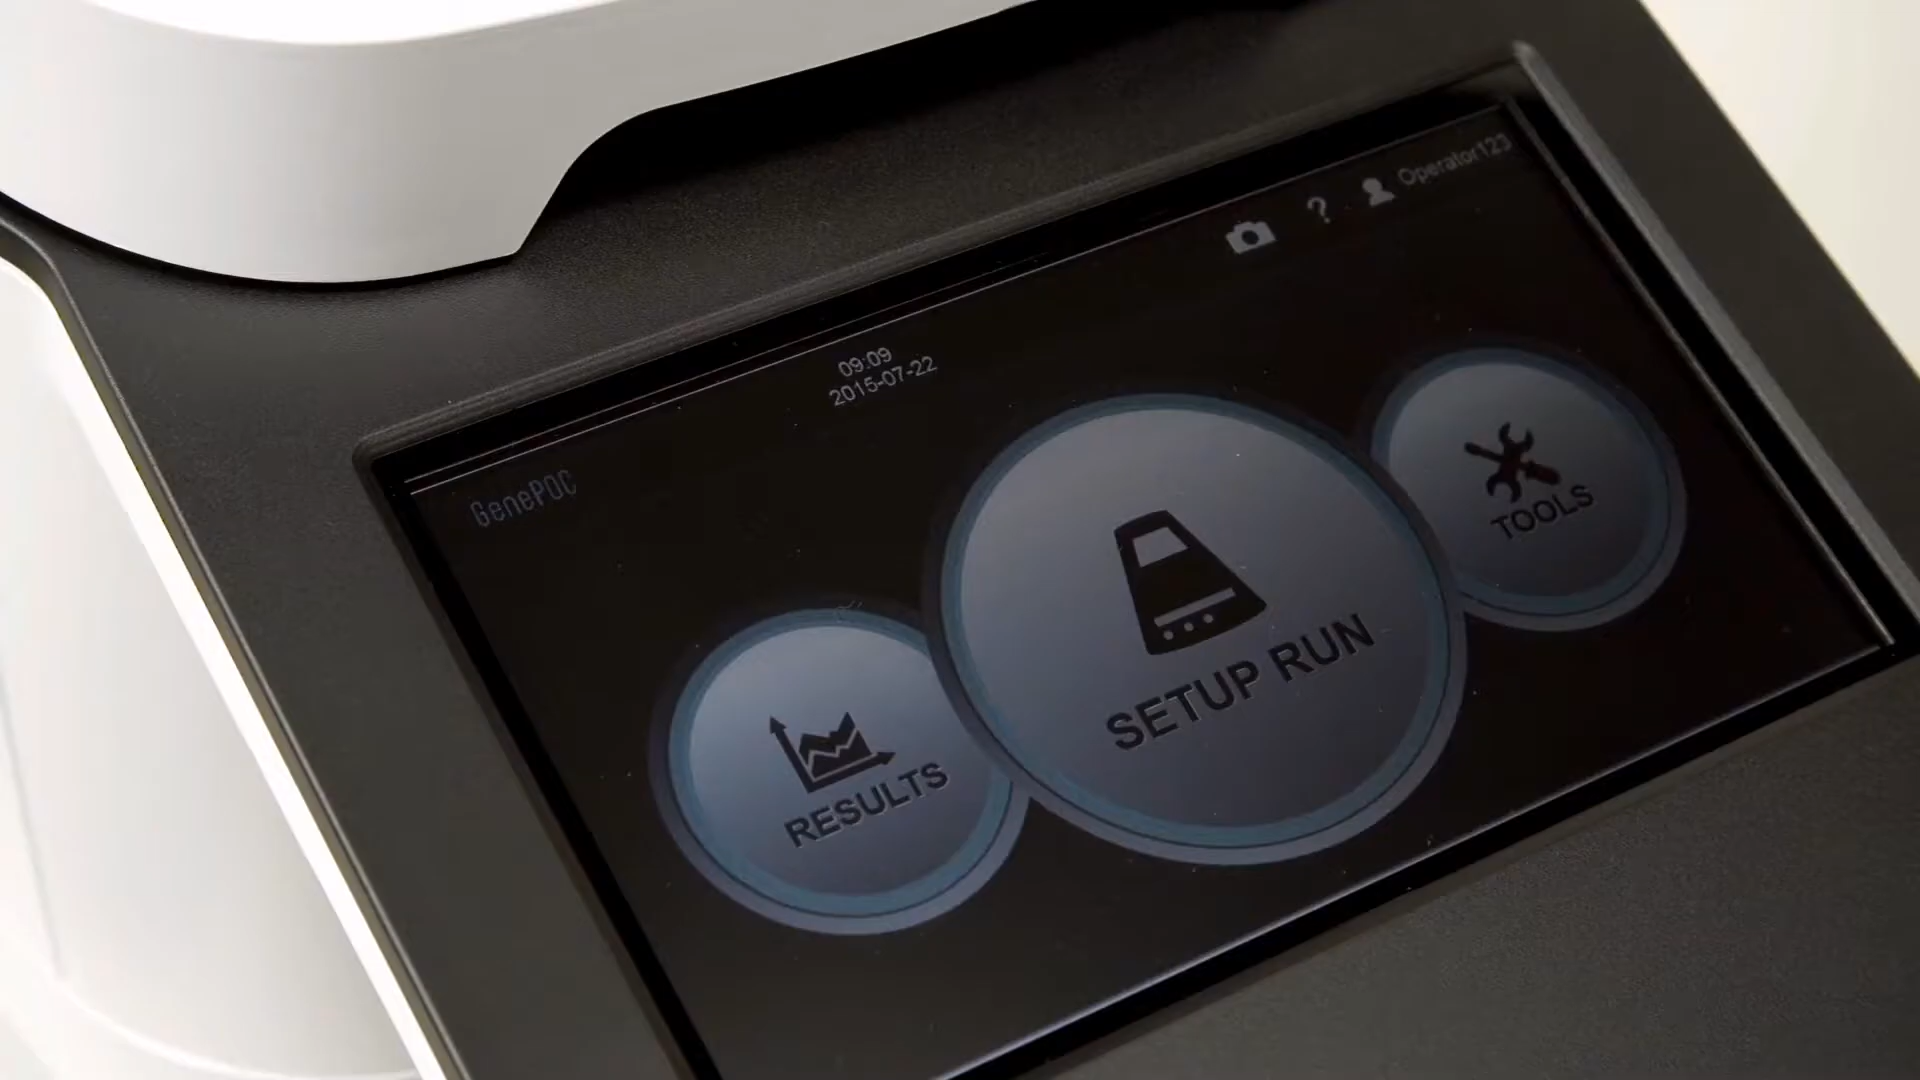 Operator123
09:09
2015-07-22
GenePOC
RESULTS
SETUP RUN
TOOLS